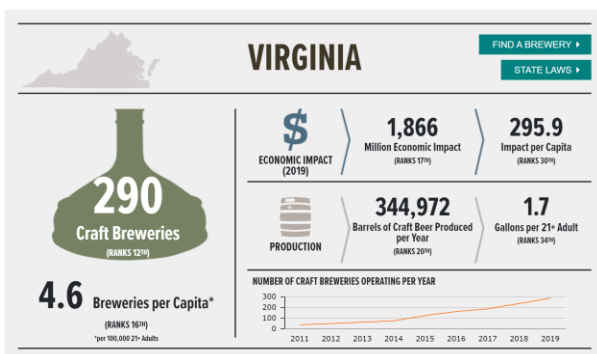 VIRGINIA
FIND A BREWERY
STATE LAWS
290
Craft Breweries
(RANKS 12TH)
4.6 Breweries per Capita*
(RANKS 16TH)
*per 100,000 21+ Adults
ECONOMIC IMPACT
(2019)
1,866
Million Economic Impact
(RANKS 17TH)
295.9
Impact per Capita
(RANKS 30TH)
PRODUCTION
344,972
Barrels of Craft Beer Produced
per Year
(RANKS 20TH)
1.7
Gallons per 21+ Adult
(RANKS 34TH)
NUMBER OF CRAFT BREWERIES OPERATING PER YEAR
300
200
100
0
2011 2012 2013 2014 2015 2016 2017 2018 2019